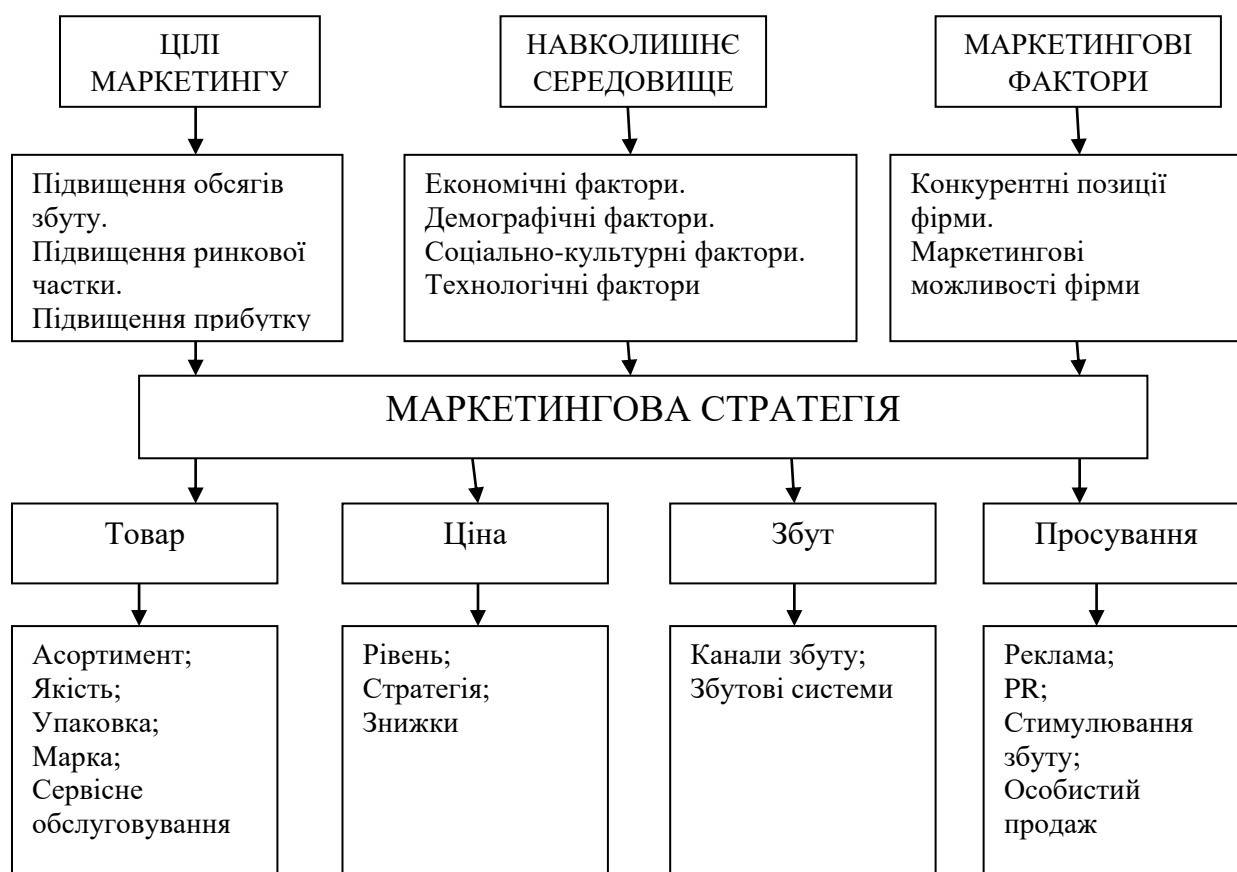 ЦІЛІ
МАРКЕТИНГУ
НАВКОЛИШНЄ
СЕРЕДОВИЩЕ
МАРКЕТИНГОВІ
ФАКТОРИ
Підвищення обсягів
збуту.
Підвищення ринкової
частки.
Підвищення прибутку
Економічні фактори.
Демографічні фактори.
Соціально-культурні фактори.
Технологічні фактори
Конкурентні позиції
фірми.
Маркетингові
можливості фірми
МАРКЕТИНГОВА СТРАТЕГІЯ
Товар
Ціна
Збут
Просування
Асортимент;
Якість;
Упаковка;
Марка;
Сервісне
обслуговування
Рівень;
Стратегія;
Знижки
Канали збуту;
Збутові системи
Реклама;
PR;
Стимулювання
збуту;
Особистий
продаж